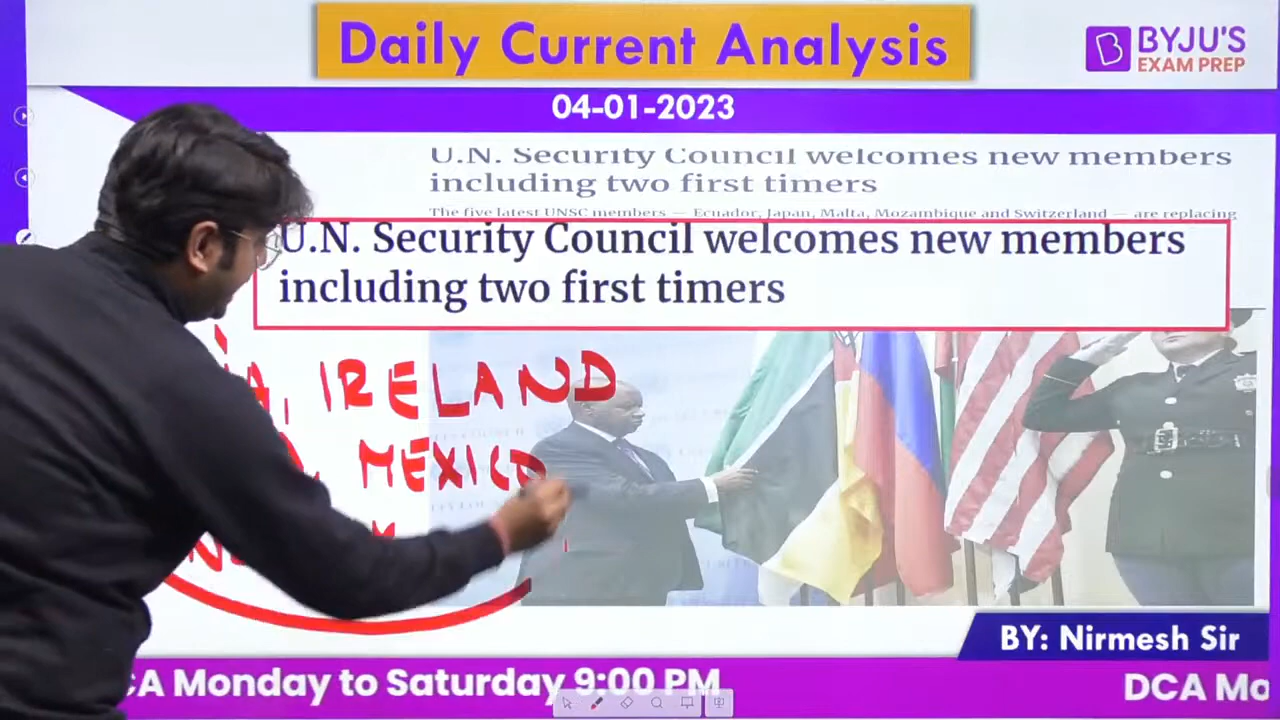 Daily Current Analysis
BYJU'S
EXAM PREP
04-01-2023
U.N. Security Council welcomes new members
including two first timers
The five latest UNSC members — Ecuador, Japan, Malta, Mozambique and Switzerland — are replacing
U.N. Security Council welcomes new members
including two first timers
IRELAND
MEXICO
BY: Nirmesh Sir
CA Monday to Saturday 9:00 PM
DCA Mo